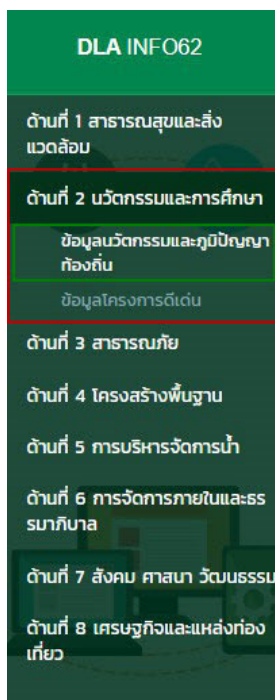 DLA INFO62
ด้านที่ 1 สาธารณสุขและสิ่ง
แวดล้อม
ด้านที่ 2 นวัตกรรมและการศึกษา
ข้อมูลนวัตกรรมและภูมิปัญญา
ท้องถิ่น
ข้อมูลโครงการดีเด่น
ด้านที่ 3 สาธารณภัย
ด้านที่ 4 โครงสร้างพื้นฐาน
ด้านที่ 5 การบริหารจัดการน้ำ
ด้านที่ 6 การจัดการภายในและธร
รมาภิบาล
ด้านที่ 7 สังคม ศาสนา วัฒนธรรม
ด้านที่ 8 เศรษฐกิจและแหล่งท่อง
เที่ยว